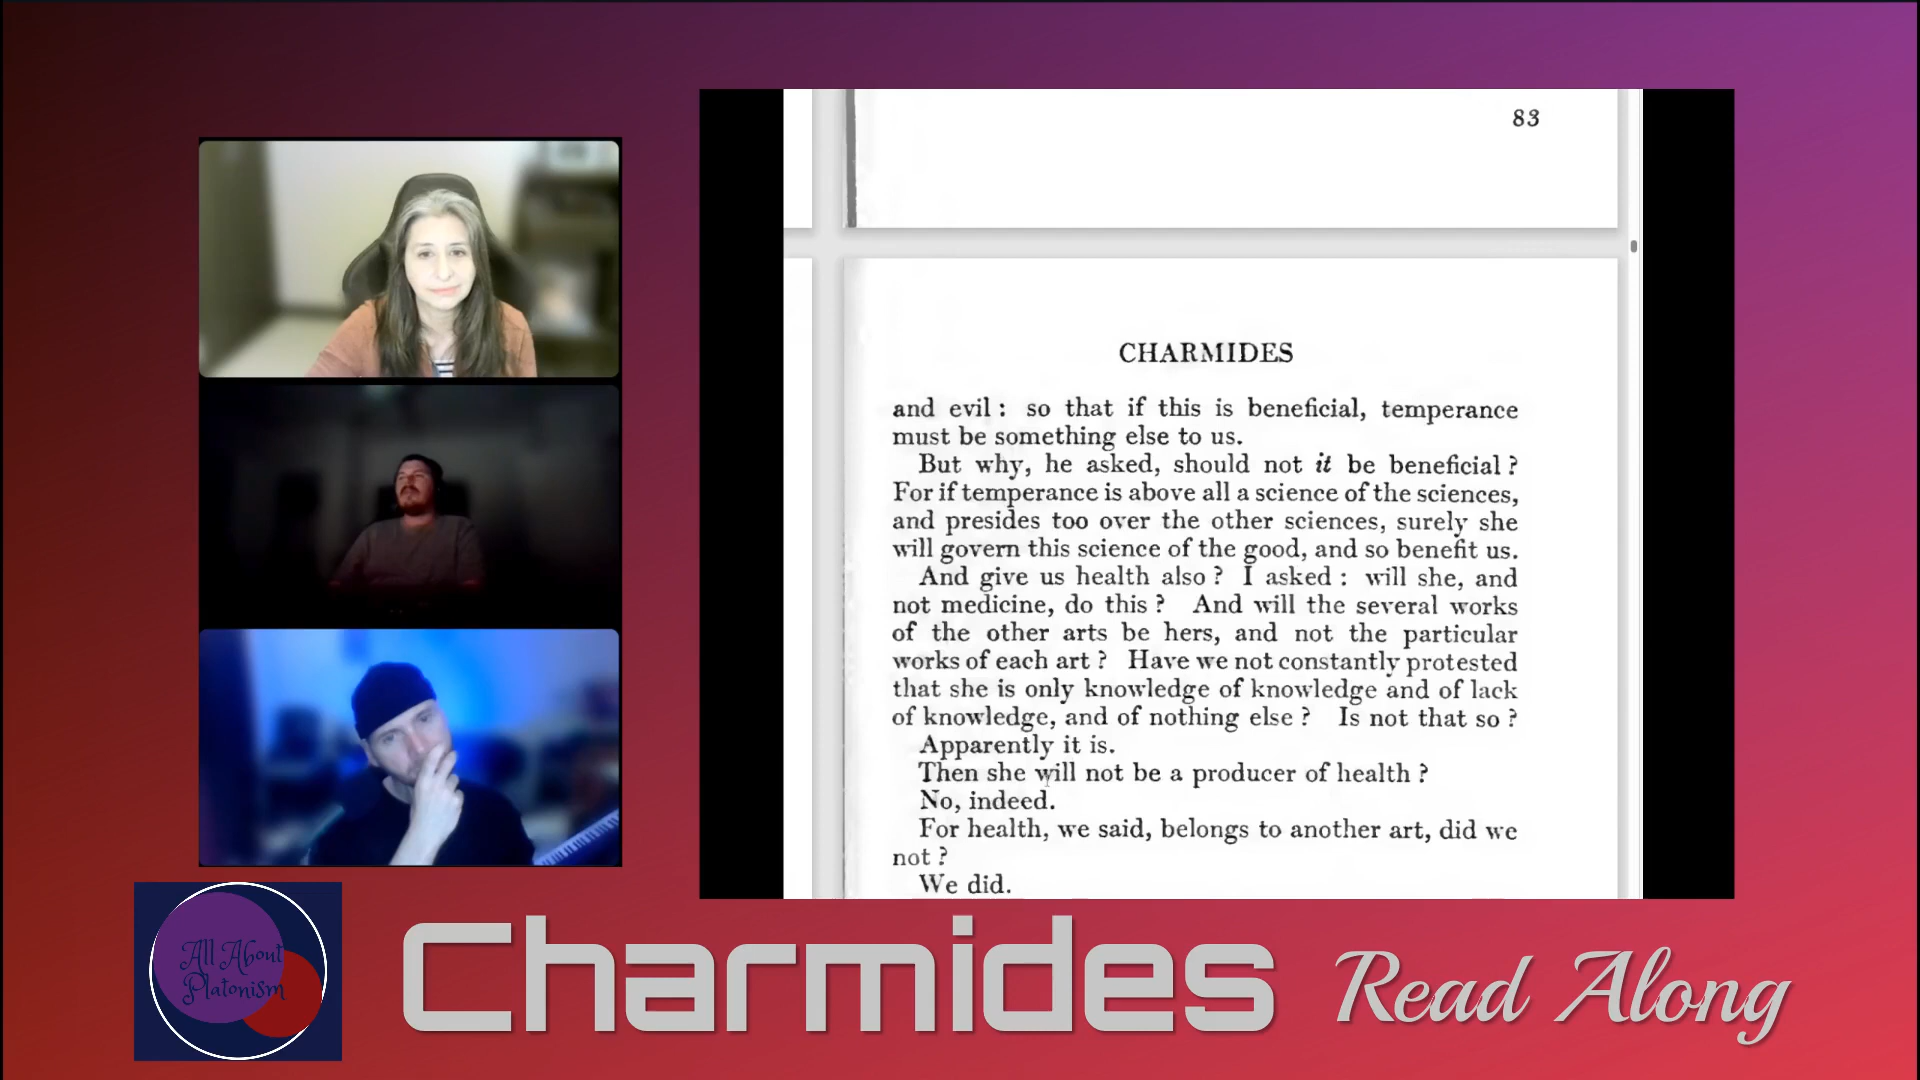 83
CHARMIDES
and evil : so that if this is beneficial, temperance
must be something else to us.
But why, he asked, should not it be beneficial ?
For if temperance is above all a science of the sciences,
and presides too over the other sciences, surely she
will govern this science of the good, and so benefit us.
And give us health also ? I asked : will she, and
not medicine, do this ? And will the several works
of the other arts be hers, and not the particular
works of each art ? Have we not constantly protested
that she is only knowledge of knowledge and of lack
of knowledge, and of nothing else ? Is not that so ?
Apparently it is.
Then she will not be a producer of health ?
No, indeed.
For health, we said, belongs to another art, did we
not ?
We did.
All About
Platonism
Charmides Read Along